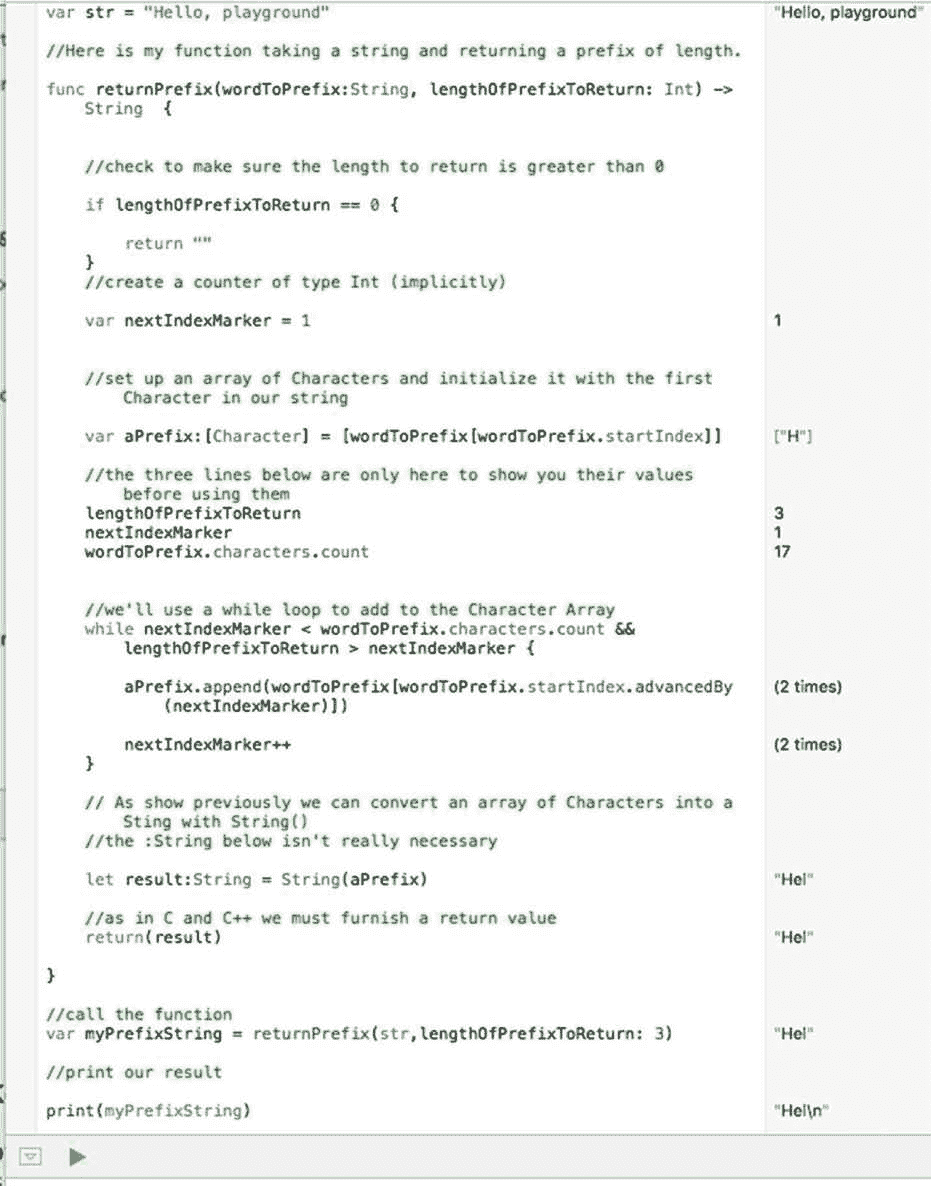 var str = "Hello, playground" "Hello, playground"
//Here is my function taking a string and returning a prefix of length.
func returnPrefix(wordToPrefix:String, lengthOfPrefixToReturn: Int) ->
String {
//check to make sure the length to return is greater than 0
if lengthOfPrefixToReturn == 0 {
return ""
}
//create a counter of type Int (implicitly)
var nextIndexMarker = 1 1
//set up an array of Characters and initialize it with the first
Character in our string
var aPrefix:[Character] = [wordToPrefix[wordToPrefix.startIndex]] ["H"]
//the three lines below are only here to show you their values
before using them
lengthOfPrefixToReturn 3
nextIndexMarker 1
wordToPrefix.characters.count 17
//we'll use a while loop to add to the Character Array
while nextIndexMarker < wordToPrefix.characters.count &&
lengthOfPrefixToReturn > nextIndexMarker {
aPrefix.append(wordToPrefix[wordToPrefix.startIndex.advancedBy (2 times)
(nextIndexMarker)])
nextIndexMarker++ (2 times)
}
// As show previously we can convert an array of Characters into a
Sting with String()
//the :String below isn't really necessary
let result:String = String(aPrefix) "Hel"
//as in C and C++ we must furnish a return value
return(result) "Hel"
}
//call the function
var myPrefixString = returnPrefix(str,lengthOfPrefixToReturn: 3) "Hel"
//print our result
print(myPrefixString) "Hel\n"